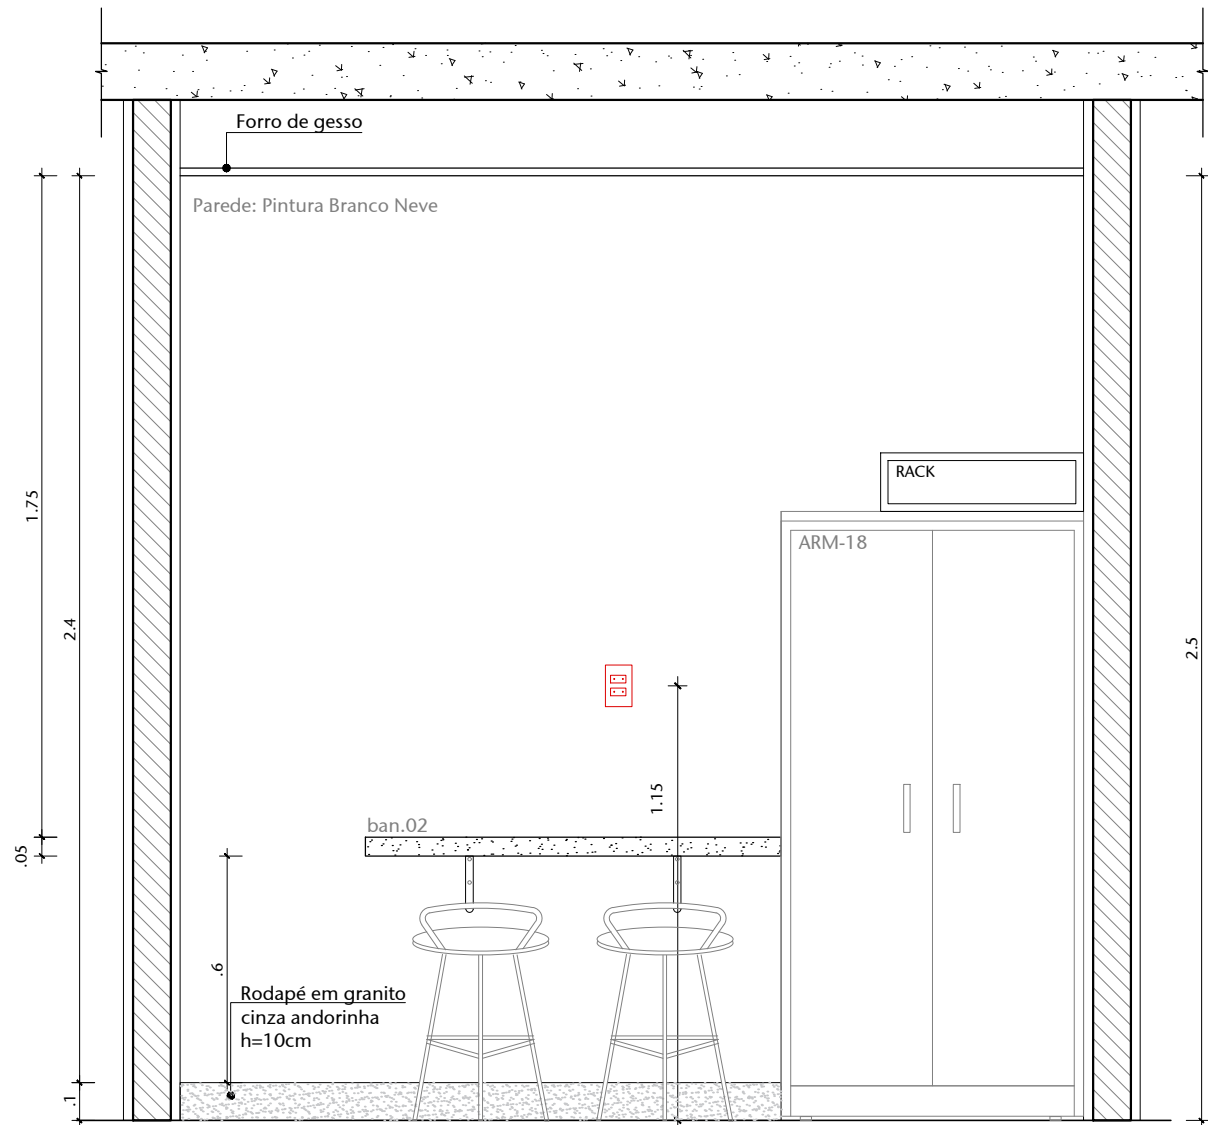 Forro de gesso
Parede: Pintura Branco Neve
RACK
1.75
ARM-18
2.4
2.5
1.15
ban.02
.05
.6
Rodapé em granito
cinza andorinha
h=10cm
.1